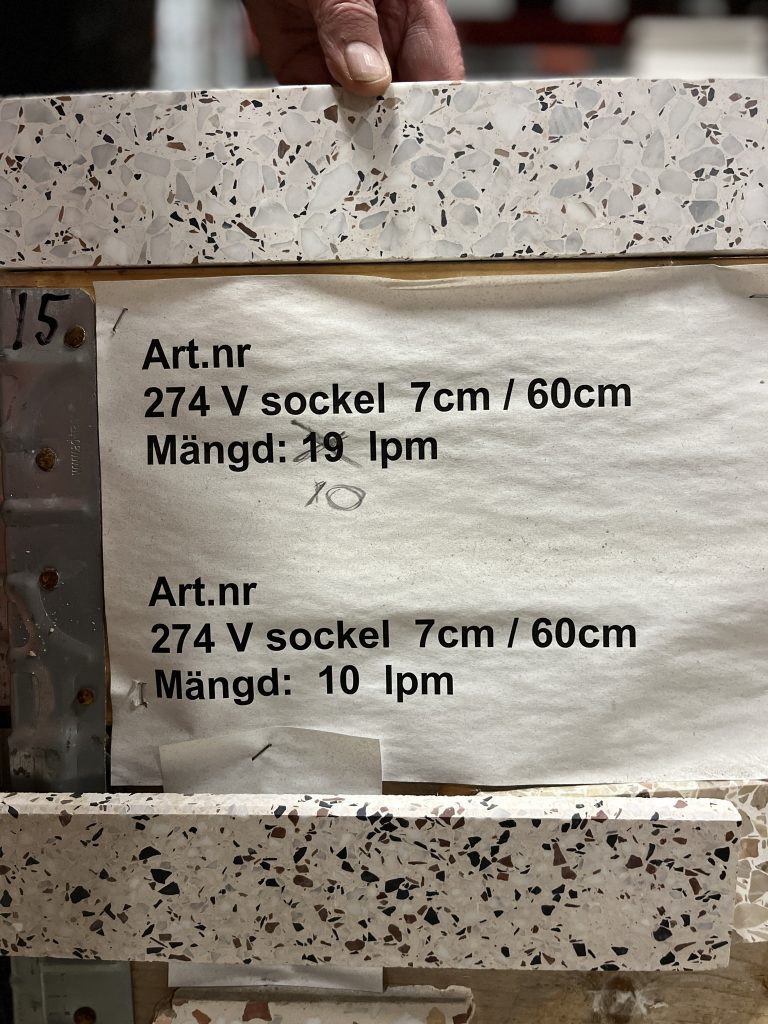 15
Art.nr
274 V sockel 7cm / 60cm
Mängd: 19 lpm
10
Art.nr
274 V sockel 7cm / 60cm
Mängd: 10 lpm